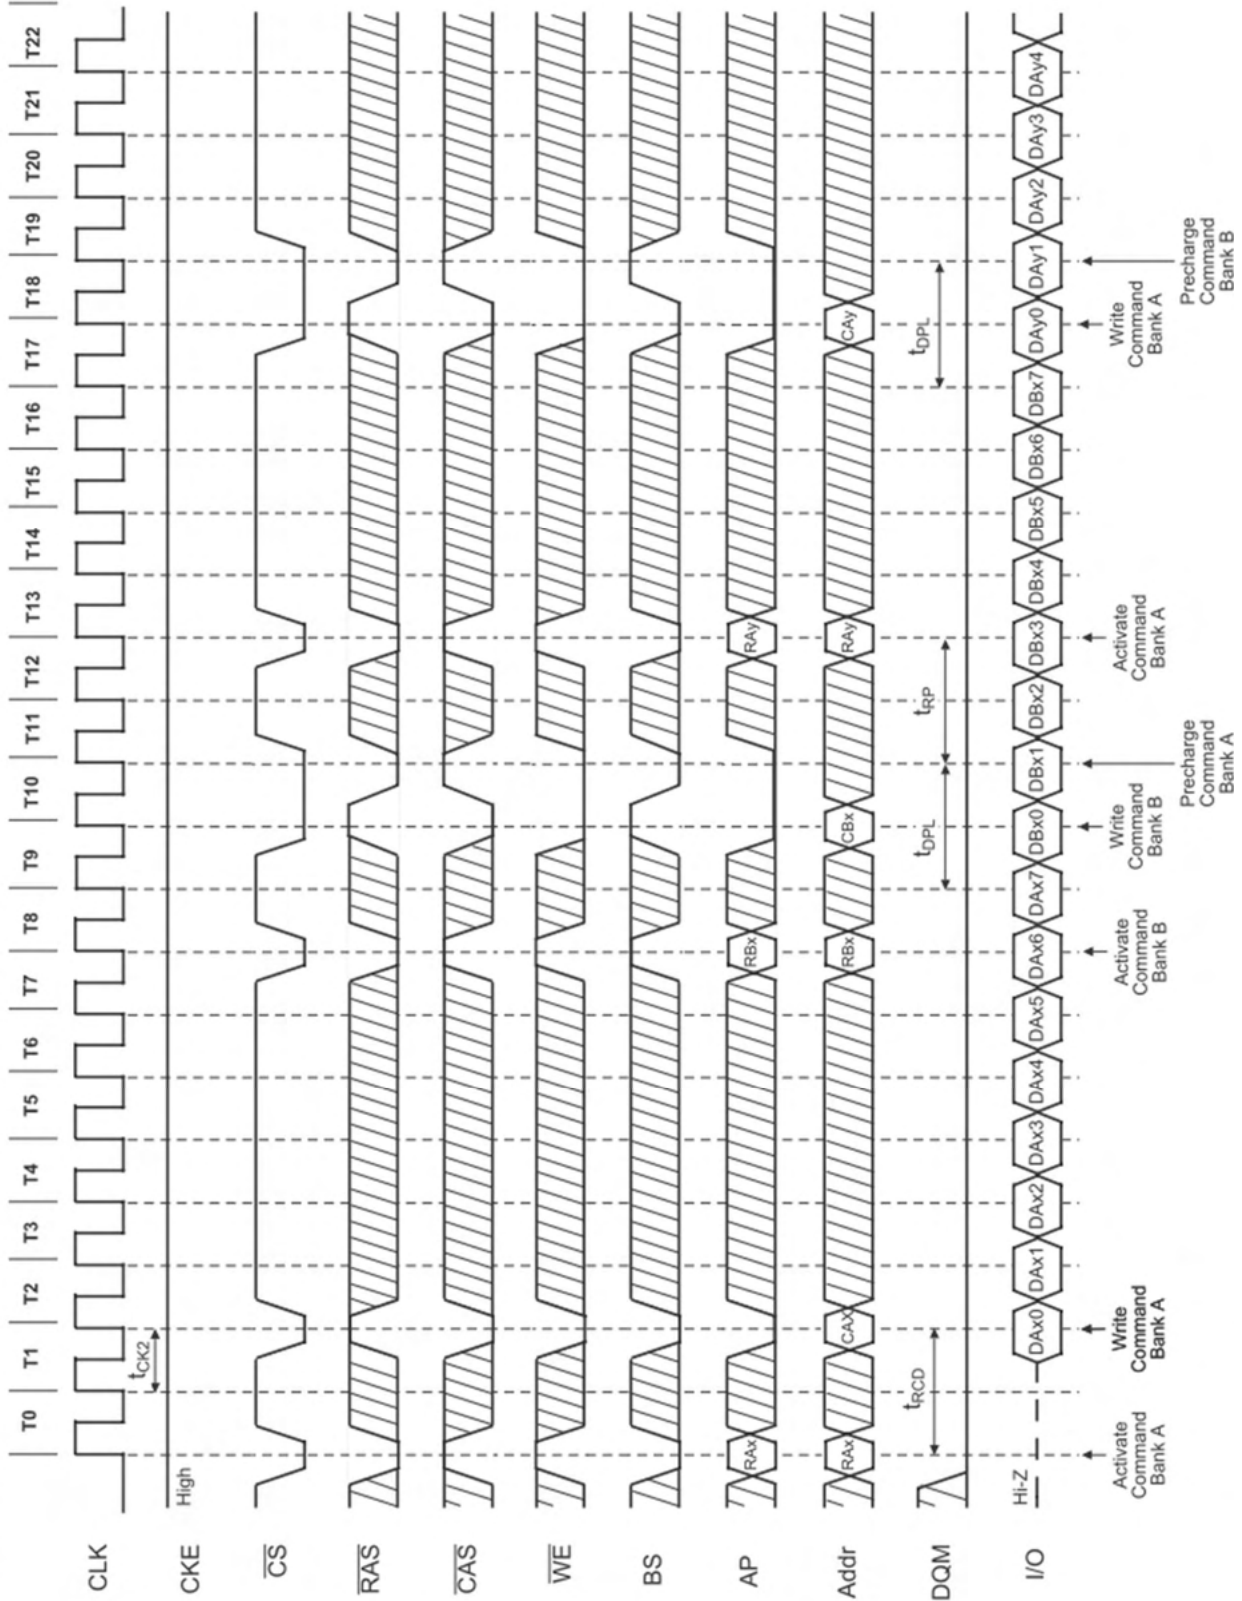 T0 T1 T2 T3 T4 T5 T6 T7 T8 T9 T10 T11 T12 T13 T14 T15 T16 T17 T18 T19 T20 T21 T22
CLK
tCK2
CKE
High
CS
RAS
CAS
WE
BS
AP
RAx RBx RAy
Addr
RAx CAX RBx CBx RAy CAy
DQM
tRCD tDPL tRP tDPL
I/O
Hi-Z
DAx0 DAx1 DAx2 DAx3 DAx4 DAx5 DAx6 DAx7 DBx0 DBx1 DBx2 DBx3 DBx4 DBx5 DBx6 DBx7 DAy0 DAy1 DAy2 DAy3 DAy4
Activate
Command
Bank A
Write
Command
Bank A
Activate
Command
Bank B
Write
Command
Bank B
Precharge
Command
Bank A
Activate
Command
Bank A
Write
Command
Bank A
Precharge
Command
Bank B